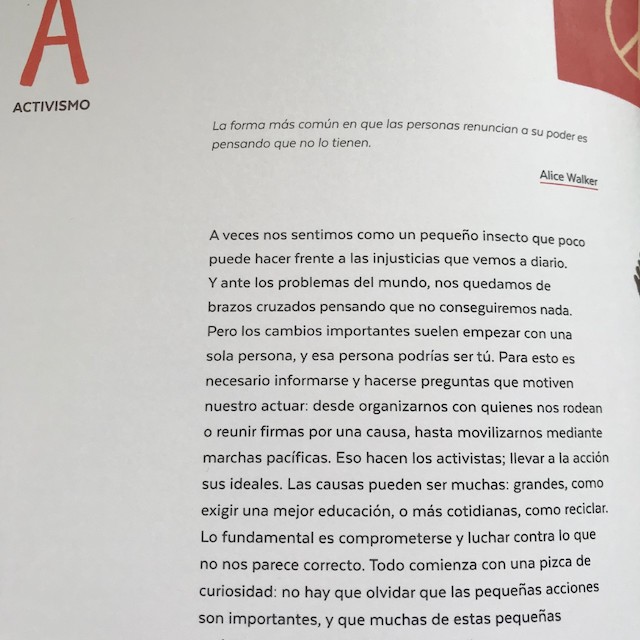 A
ACTIVISMO
La forma más común en que las personas renuncian a su poder es
pensando que no lo tienen.
Alice Walker
A veces nos sentimos como un pequeño insecto que poco
puede hacer frente a las injusticias que vemos a diario.
Y ante los problemas del mundo, nos quedamos de
brazos cruzados pensando que no conseguiremos nada.
Pero los cambios importantes suelen empezar con una
sola persona, y esa persona podrías ser tú. Para esto es
necesario informarse y hacerse preguntas que motiven
nuestro actuar: desde organizarnos con quienes nos rodean
o reunir firmas por una causa, hasta movilizarnos mediante
marchas pacíficas. Eso hacen los activistas; llevar a la acción
sus ideales. Las causas pueden ser muchas: grandes, como
exigir una mejor educación, o más cotidianas, como reciclar.
Lo fundamental es comprometerse y luchar contra lo que
no nos parece correcto. Todo comienza con una pizca de
curiosidad: no hay que olvidar que las pequeñas acciones
son importantes, y que muchas de estas pequeñas